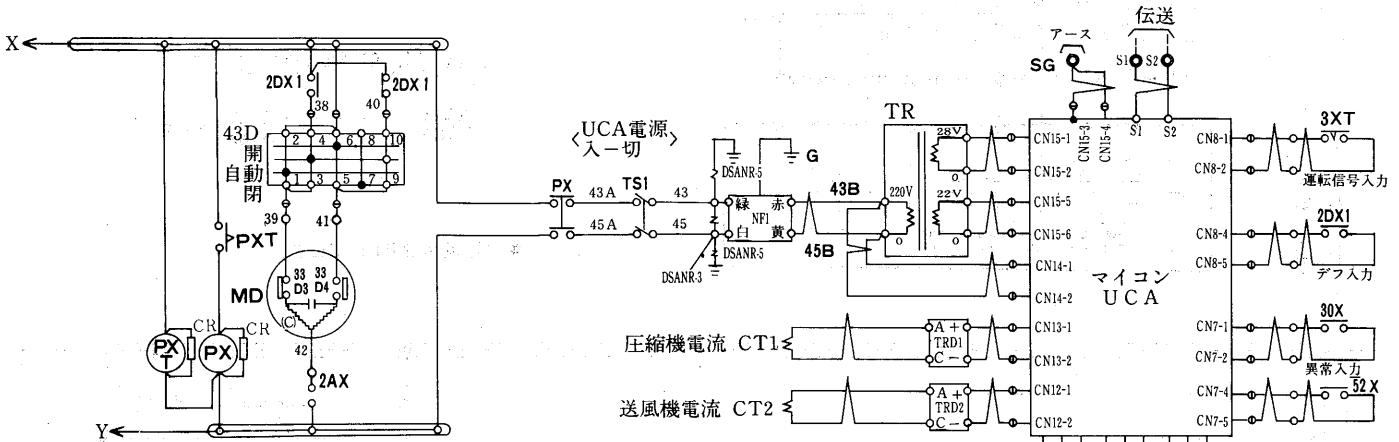 伝送
アース
S1 S2
SG
X
2DX1
2DX1
38
40
43D
開
自動
閉
2 4 6 8 10
1 3 5 7 9
39
41
PXT
33
D3
33
D4
MD
(C)
42
CR
CR
PX
T
PX
2AX
Y
〈UCA電源
入-切〉
PX
43A
TS1
43
45A
45
DSANR-5
G
緑 赤
NF1
白 黄
DSANR-5
DSANR-3
43B
45B
TR
28V
0
220V
22V
0
0
CN15-3
CN15-4
S1
S2
CN15-1
CN15-2
CN15-5
CN15-6
CN14-1
CN14-2
CN13-1
CN13-2
CN12-1
CN12-2
マイコン
UCA
圧縮機電流 CT1
A +
TRD1
C -
送風機電流 CT2
A +
TRD2
C -
CN8-1
CN8-2
3XT
運転信号入力
CN8-4
CN8-5
2DX1
デフ入力
CN7-1
CN7-2
30X
異常入力
CN7-4
CN7-5
52X